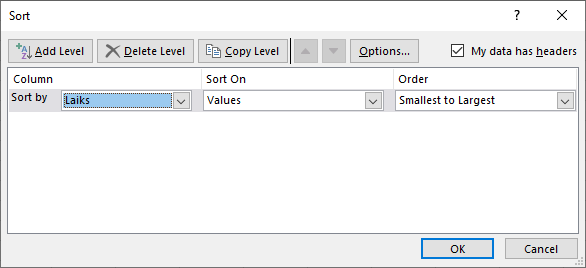 Sort
Add Level Delete Level Copy Level Options... My data has headers
Column Sort On Order
Sort by Laiks Values Smallest to Largest
OK Cancel